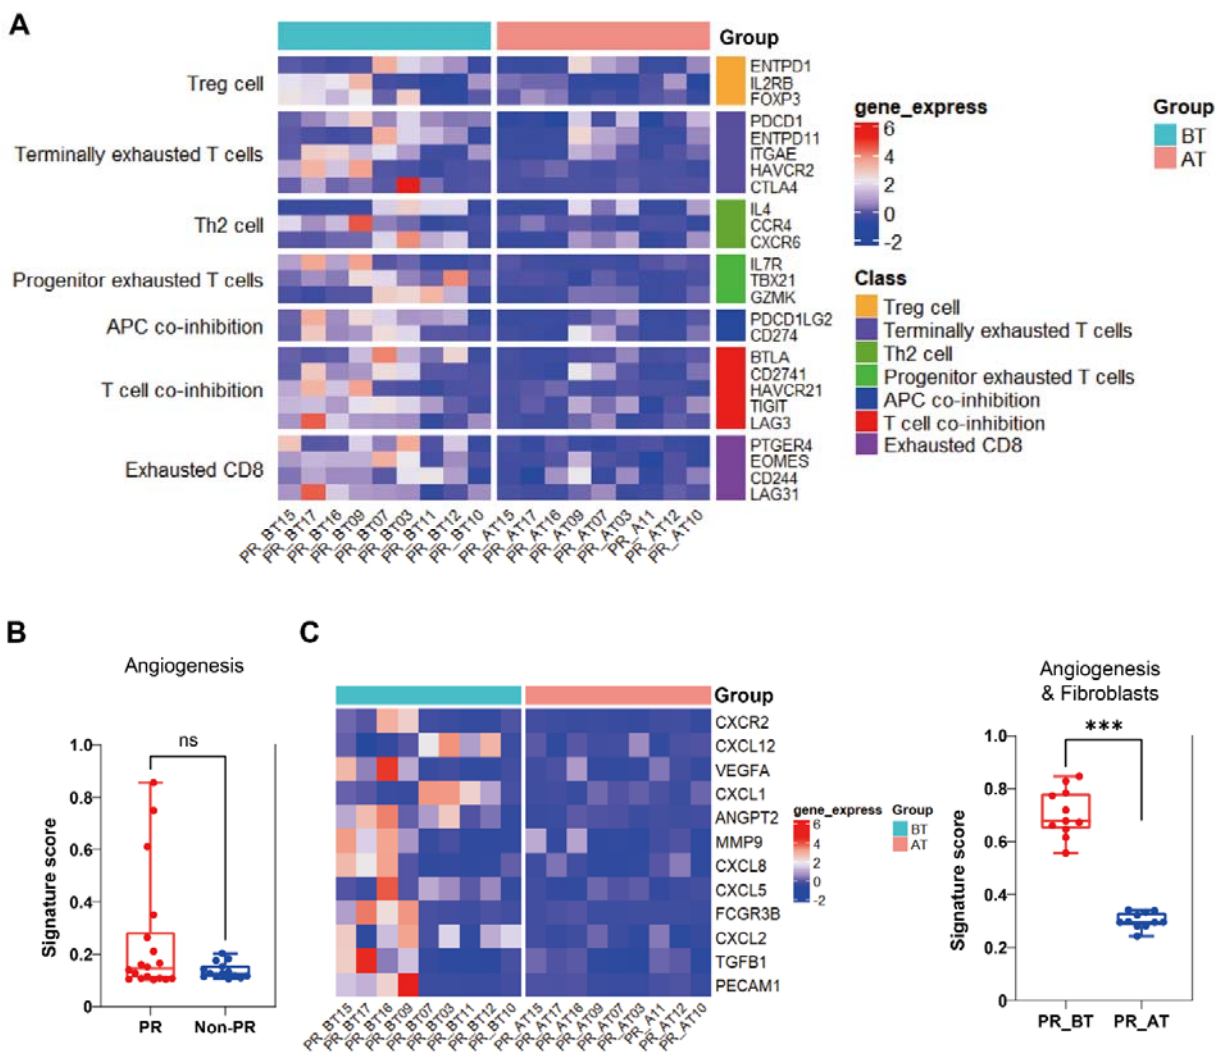 A
Group
Treg cell
ENTPD1
IL2RB
FOXP3
Terminally exhausted T cells
PDCD1
ENTPD11
ITGAE
HAVCR2
CTLA4
Th2 cell
IL4
CCR4
CXCR6
Progenitor exhausted T cells
IL7R
TBX21
GZMK
APC co-inhibition
PDCD1LG2
CD274
T cell co-inhibition
BTLA
CD2741
HAVCR21
TIGIT
LAG3
Exhausted CD8
PTGER4
EOMES
CD244
LAG31
PR_BT15
PR_BT17
PR_BT16
PR_BT09
PR_BT07
PR_BT03
PR_BT11
PR_BT12
PR_BT10
PR_AT15
PR_AT17
PR_AT16
PR_AT09
PR_AT07
PR_AT03
PR_A11
PR_AT12
PR_AT10
gene_express
6
4
2
0
-2
Group
BT
AT
Class
Treg cell
Terminally exhausted T cells
Th2 cell
Progenitor exhausted T cells
APC co-inhibition
T cell co-inhibition
Exhausted CD8
B
Angiogenesis
ns
Signature score
1.0
0.8
0.6
0.4
0.2
0
PR
Non-PR
C
Group
CXCR2
CXCL12
VEGFA
CXCL1
ANGPT2
MMP9
CXCL8
CXCL5
FCGR3B
CXCL2
TGFB1
PECAM1
PR_BT15
PR_BT17
PR_BT16
PR_BT09
PR_BT07
PR_BT03
PR_BT11
PR_BT12
PR_BT10
PR_AT15
PR_AT17
PR_AT16
PR_AT09
PR_AT07
PR_AT03
PR_A11
PR_AT12
PR_AT10
gene_express
6
4
2
0
-2
Group
BT
AT
Angiogenesis
& Fibroblasts
***
Signature score
1.0
0.8
0.6
0.4
0.2
0
PR_BT
PR_AT